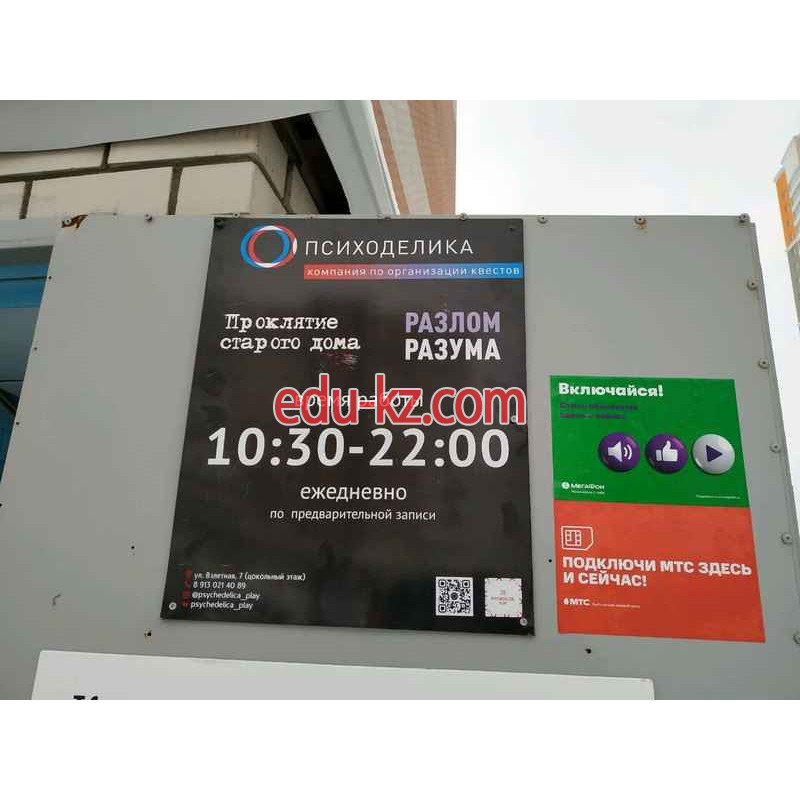 ПСИХОДЕЛИКА
компания по организации квестов
Проклятие
старого дома
РАЗЛОМ
РАЗУМА
время работы
edu-kz.com
10:30-22:00
ежедневно
по предварительной записи
ул. Взлетная, 7 (цокольный этаж)
8 913 021 40 89
@psychedelica_play
psychedelica_play
Включайся!
МЕГАФОН
ПОДКЛЮЧИ МТС ЗДЕСЬ
И СЕЙЧАС!
МТС